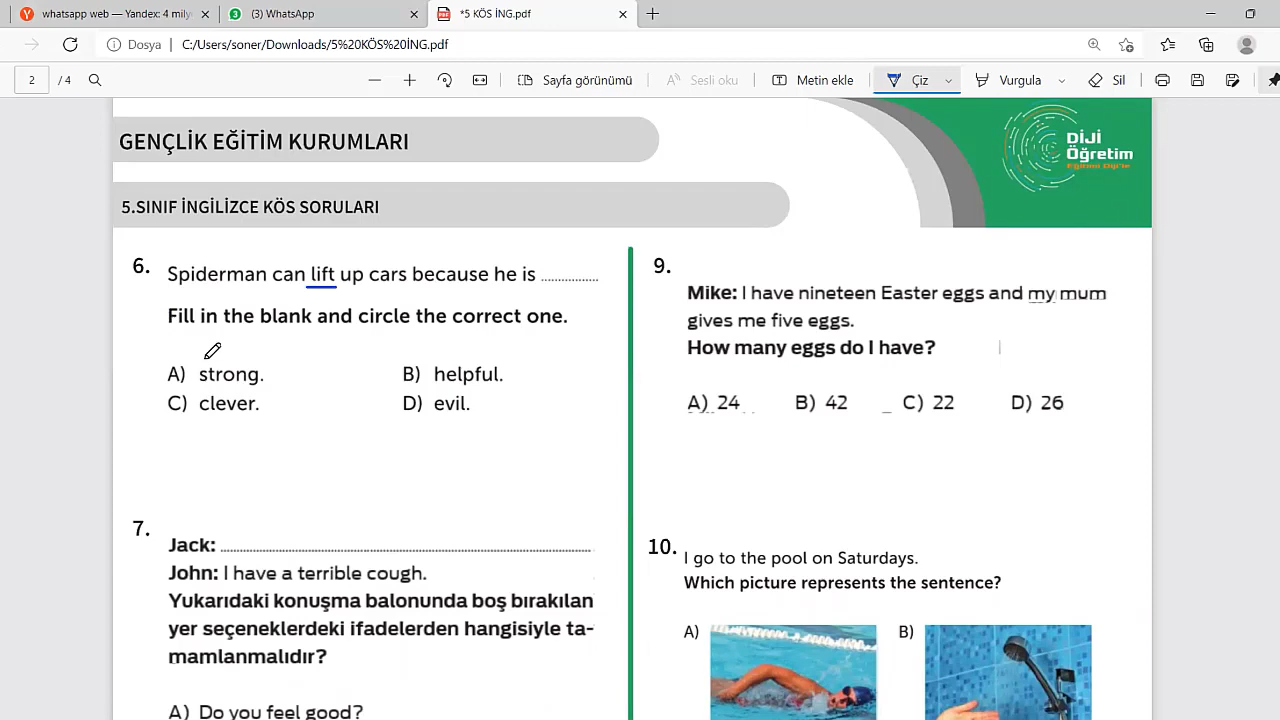 whatsapp web — Yandex: 4 mily
(3) WhatsApp
*5 KÖS İNG.pdf
Dosya
C:/Users/soner/Downloads/5%20KÖS%20İNG.pdf
2 / 4
Sayfa görünümü
Sesli oku
Metin ekle
Çiz
Vurgula
Sil
GENÇLİK EĞİTİM KURUMLARI
DİJİ
Öğretim
5.SINIF İNGİLİZCE KÖS SORULARI
6.
Spiderman can lift up cars because he is ................
Fill in the blank and circle the correct one.
A) strong.
B) helpful.
C) clever.
D) evil.
7.
Jack: ................................................................
John: I have a terrible cough.
Yukarıdaki konuşma balonunda boş bırakılan
yer seçeneklerdeki ifadelerden hangisiyle ta-
mamlanmalıdır?
A) Do you feel good?
9.
Mike: I have nineteen Easter eggs and my mum
gives me five eggs.
How many eggs do I have?
A) 24
B) 42
C) 22
D) 26
10.
I go to the pool on Saturdays.
Which picture represents the sentence?
A)
B)